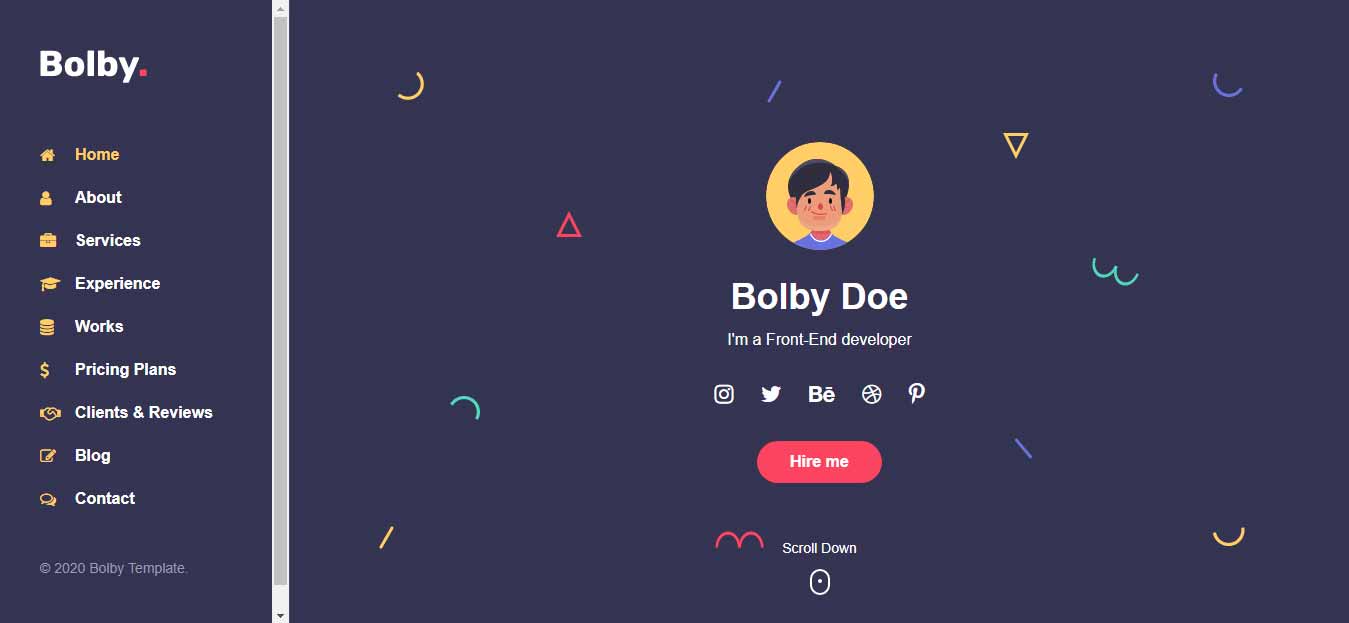 Bolby.
Home
About
Services
Experience
Works
Pricing Plans
Clients & Reviews
Blog
Contact
© 2020 Bolby Template.
Bolby Doe
I'm a Front-End developer
Bē
Hire me
Scroll Down